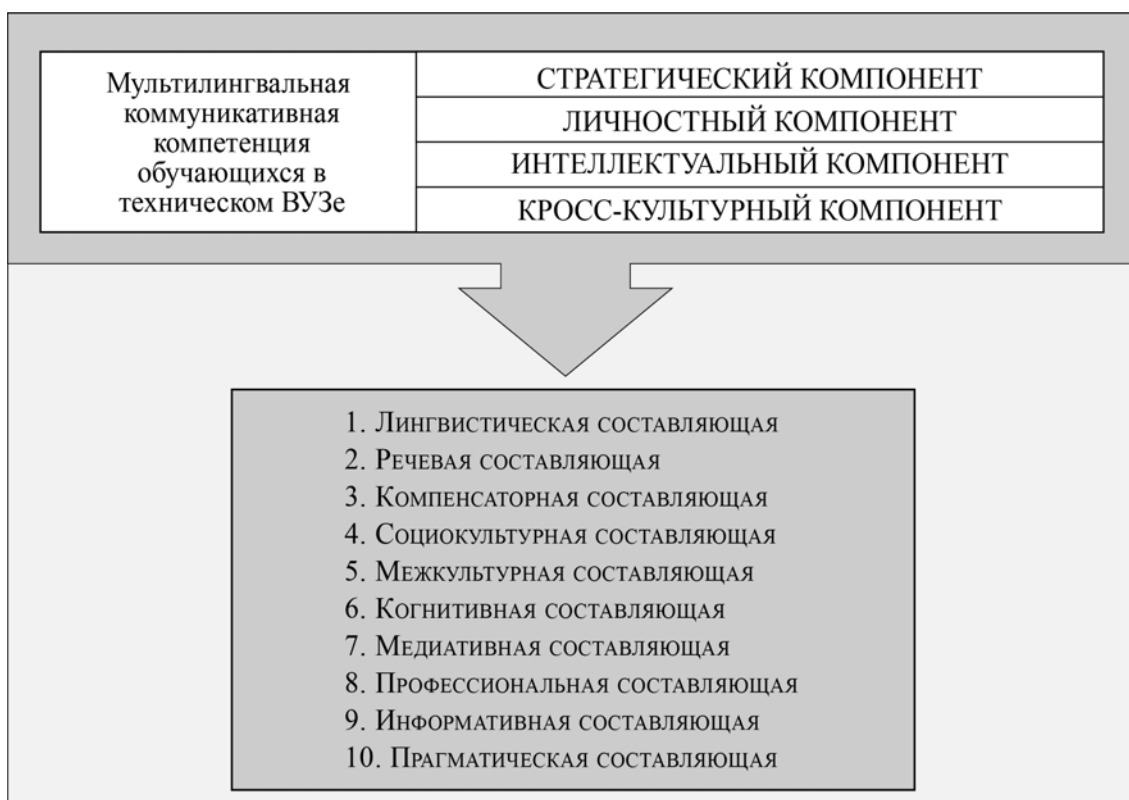 Мультилингвальная
коммуникативная
компетенция
обучающихся в
техническом ВУЗе
СТРАТЕГИЧЕСКИЙ КОМПОНЕНТ
ЛИЧНОСТНЫЙ КОМПОНЕНТ
ИНТЕЛЛЕКТУАЛЬНЫЙ КОМПОНЕНТ
КРОСС-КУЛЬТУРНЫЙ КОМПОНЕНТ
1. Лингвистическая составляющая
2. Речевая составляющая
3. Компенсаторная составляющая
4. Социокультурная составляющая
5. Межкультурная составляющая
6. Когнитивная составляющая
7. Медиативная составляющая
8. Профессиональная составляющая
9. Информативная составляющая
10. Прагматическая составляющая